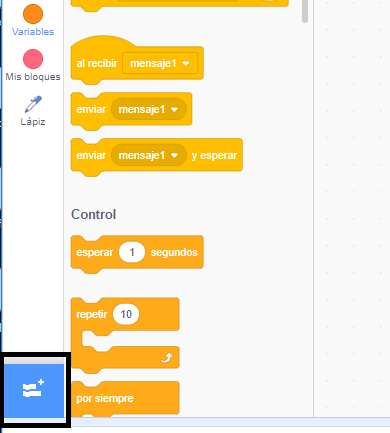 Variables
Mis bloques
Lápiz
al recibir mensaje1
enviar mensaje1
enviar mensaje1 y esperar
Control
esperar 1 segundos
repetir 10
por siempre